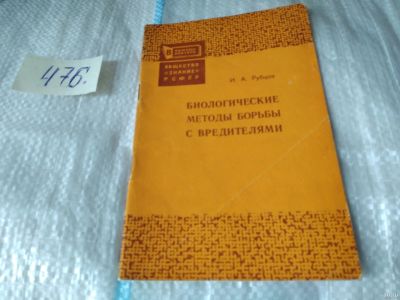 476.
ОБЩЕСТВО
«ЗНАНИЕ»
РСФСР
И. А. Рубцов
БИОЛОГИЧЕСКИЕ
МЕТОДЫ БОРЬБЫ
С ВРЕДИТЕЛЯМИ